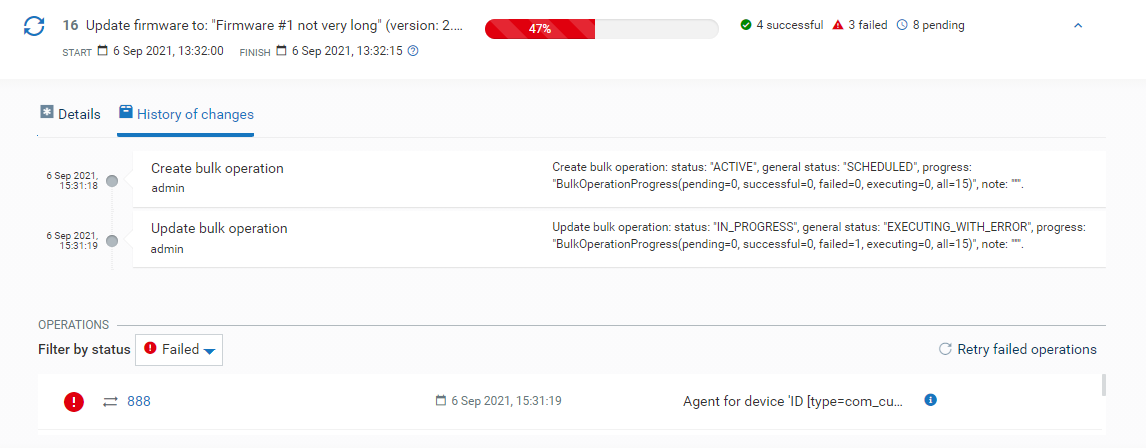 16 Update firmware to: "Firmware #1 not very long" (version: 2.... 47% 4 successful 3 failed 8 pending
START 6 Sep 2021, 13:32:00 FINISH 6 Sep 2021, 13:32:15
Details History of changes
6 Sep 2021,
15:31:18
Create bulk operation
admin
Create bulk operation: status: "ACTIVE", general status: "SCHEDULED", progress:
"BulkOperationProgress(pending=0, successful=0, failed=0, executing=0, all=15)", note: """.
6 Sep 2021,
15:31:19
Update bulk operation
admin
Update bulk operation: status: "IN_PROGRESS", general status: "EXECUTING_WITH_ERROR", progress:
"BulkOperationProgress(pending=0, successful=0, failed=1, executing=0, all=15)", note: """.
OPERATIONS
Filter by status Failed Retry failed operations
888 6 Sep 2021, 15:31:19 Agent for device 'ID [type=com_cu...